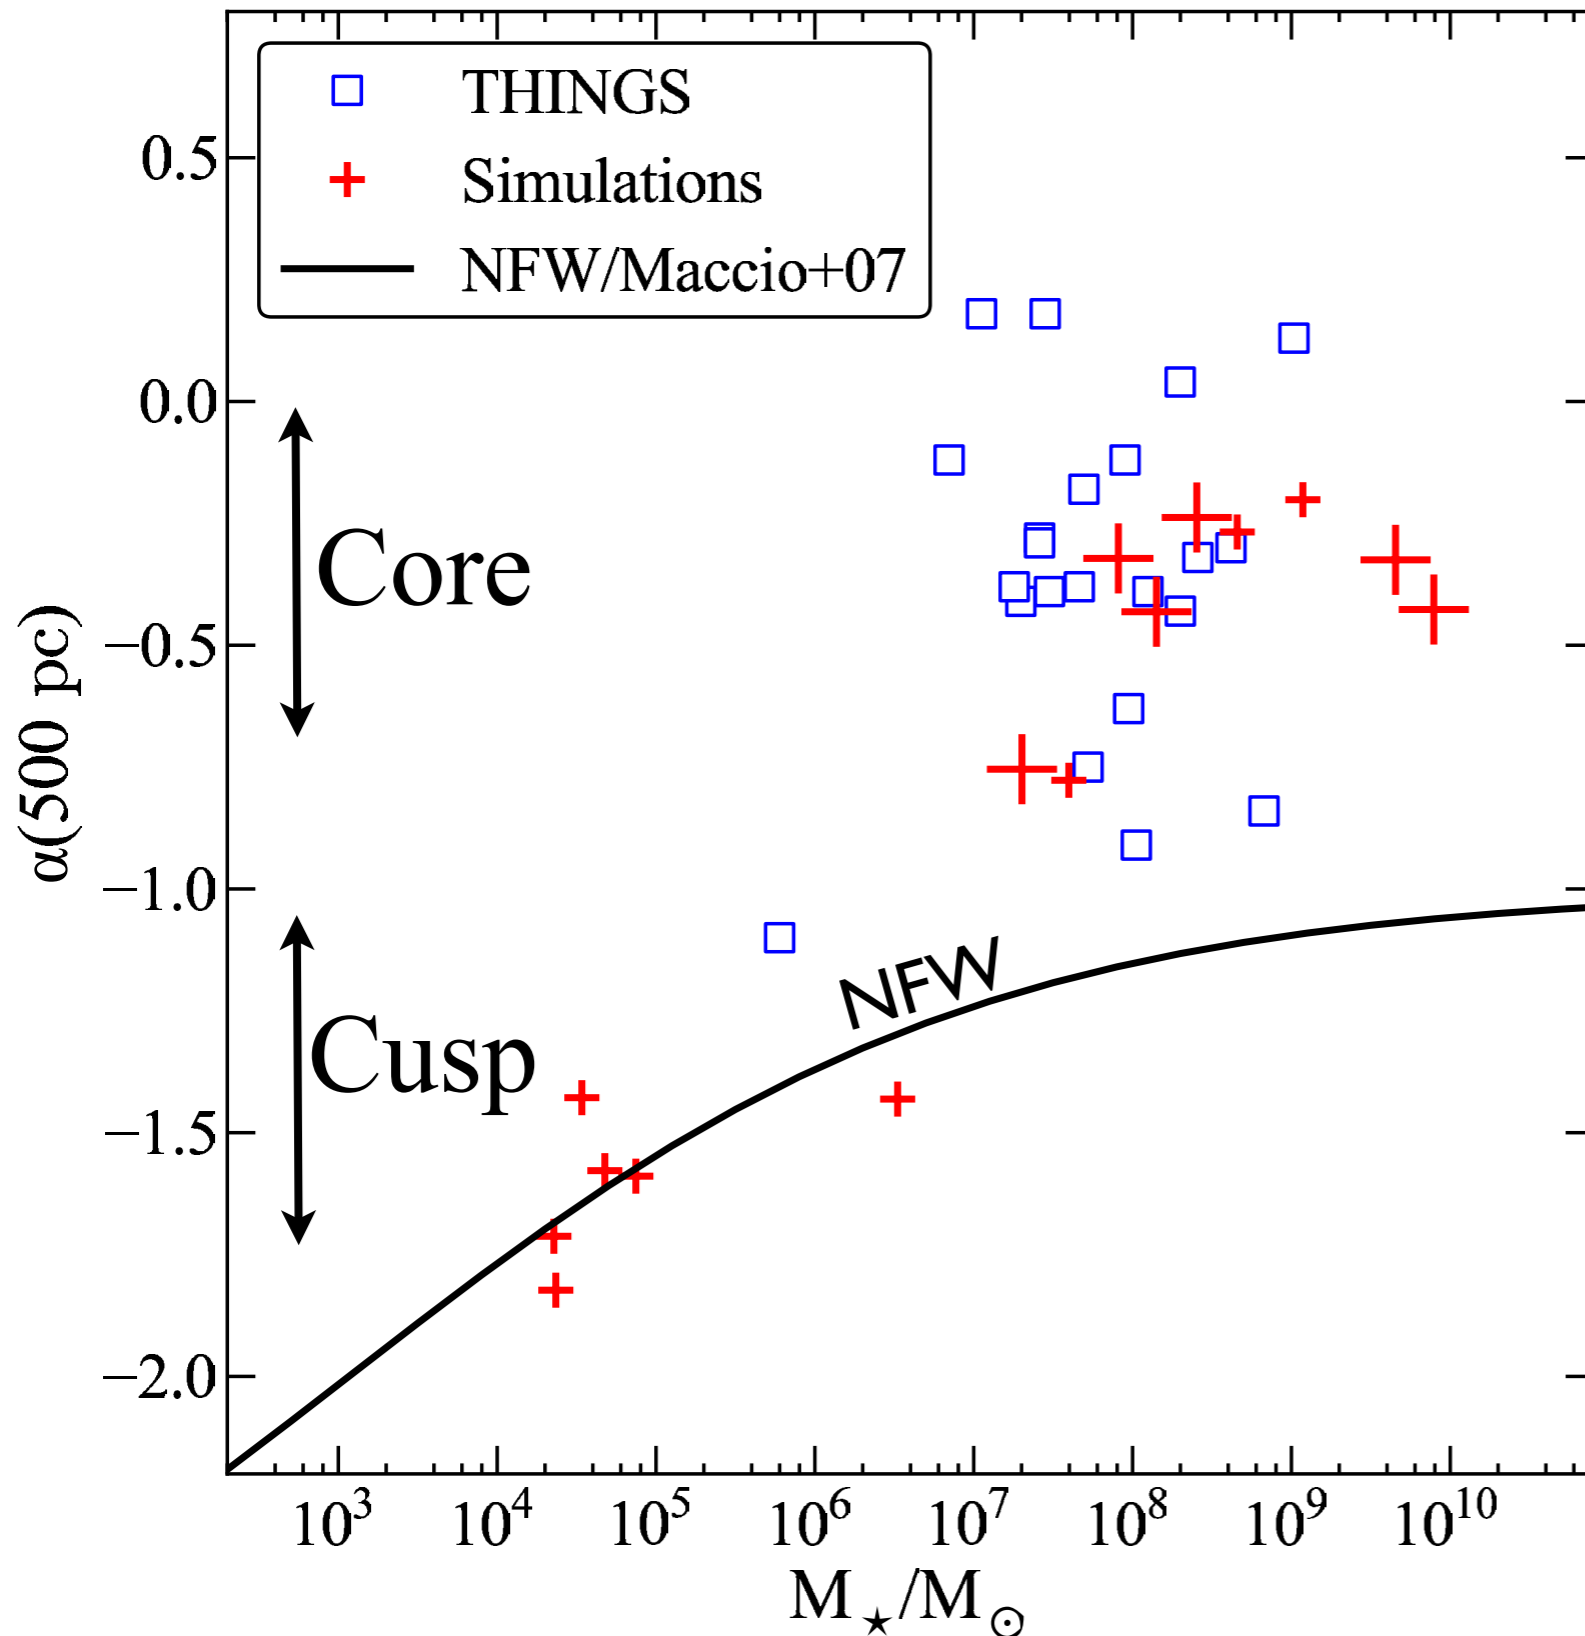 THINGS
Simulations
NFW/Maccio+07
0.5
0.0
−0.5
−1.0
−1.5
−2.0
α(500 pc)
Core
Cusp
NFW
10³ 10⁴ 10⁵ 10⁶ 10⁷ 10⁸ 10⁹ 10¹⁰
M⋆/M☉